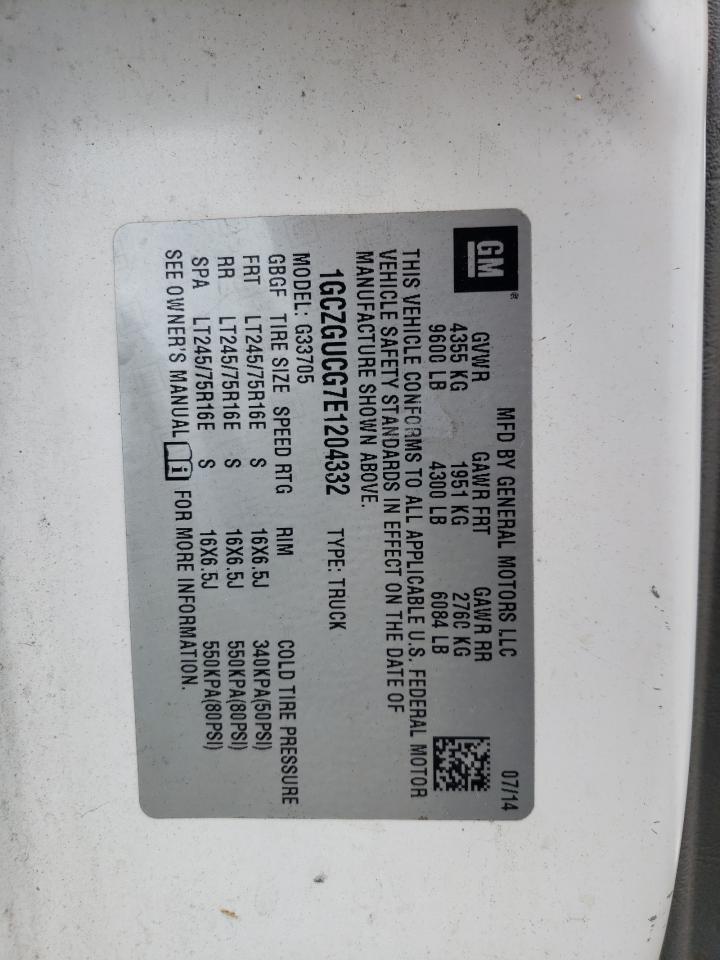 GM ®
MFD BY GENERAL MOTORS LLC 07/14
GVWR GAWR FRT GAWR RR
4355 KG 1951 KG 2760 KG
9600 LB 4300 LB 6084 LB
THIS VEHICLE CONFORMS TO ALL APPLICABLE U.S. FEDERAL MOTOR
VEHICLE SAFETY STANDARDS IN EFFECT ON THE DATE OF
MANUFACTURE SHOWN ABOVE.
1GCZGUCG7E1204332 TYPE: TRUCK
MODEL: G33705
GBGF TIRE SIZE SPEED RTG RIM COLD TIRE PRESSURE
FRT LT245/75R16E S 16X6.5J 340KPA(50PSI)
RR LT245/75R16E S 16X6.5J 550KPA(80PSI)
SPA LT245/75R16E S 16X6.5J 550KPA(80PSI)
SEE OWNER'S MANUAL i FOR MORE INFORMATION.